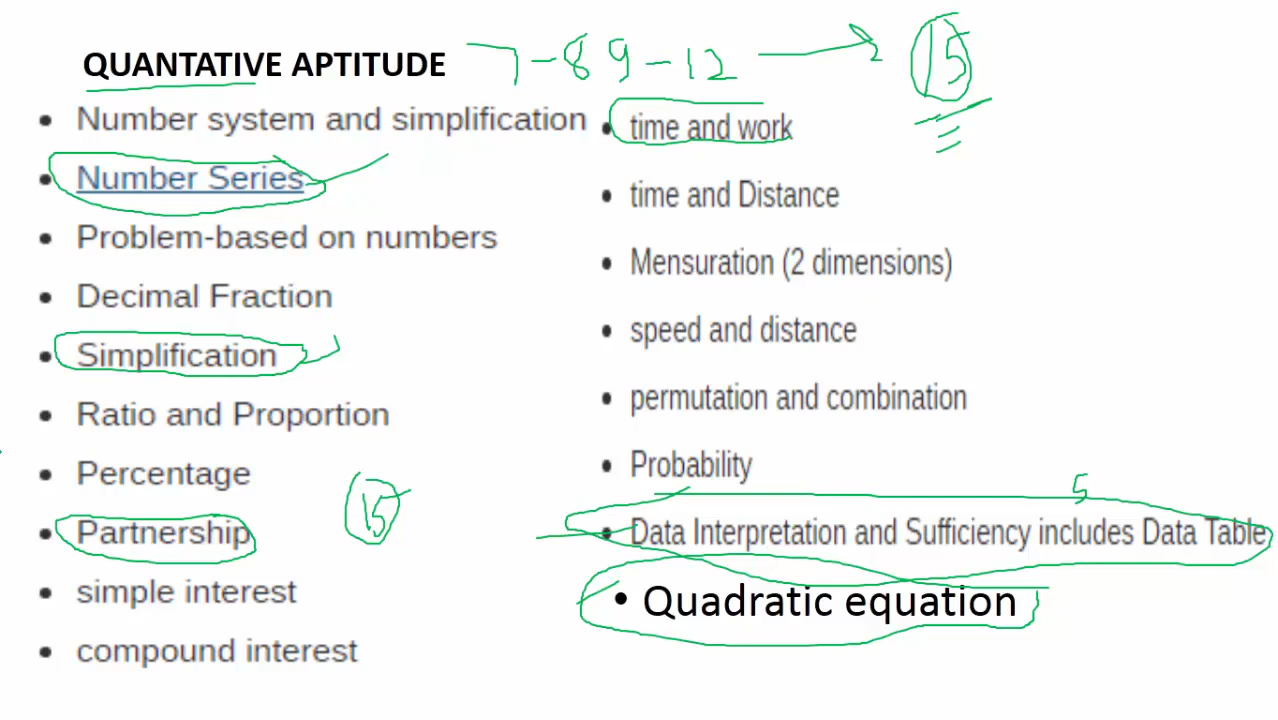 QUANTATIVE APTITUDE 7-89-12 15
• Number system and simplification
• Number Series
• Problem-based on numbers
• Decimal Fraction
• Simplification
• Ratio and Proportion
• Percentage
15
• Partnership
• simple interest
• compound interest
• time and work
• time and Distance
• Mensuration (2 dimensions)
• speed and distance
• permutation and combination
• Probability
5
• Data Interpretation and Sufficiency includes Data Table
• Quadratic equation